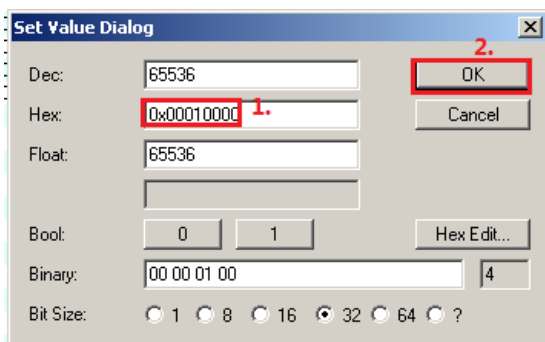 Set Value Dialog
2.
Dec: 65536 OK
Hex: 0x00010000 1. Cancel
Float: 65536
Bool: 0 1 Hex Edit...
Binary: 00 00 01 00 4
Bit Size: 1 8 16 32 64 ?